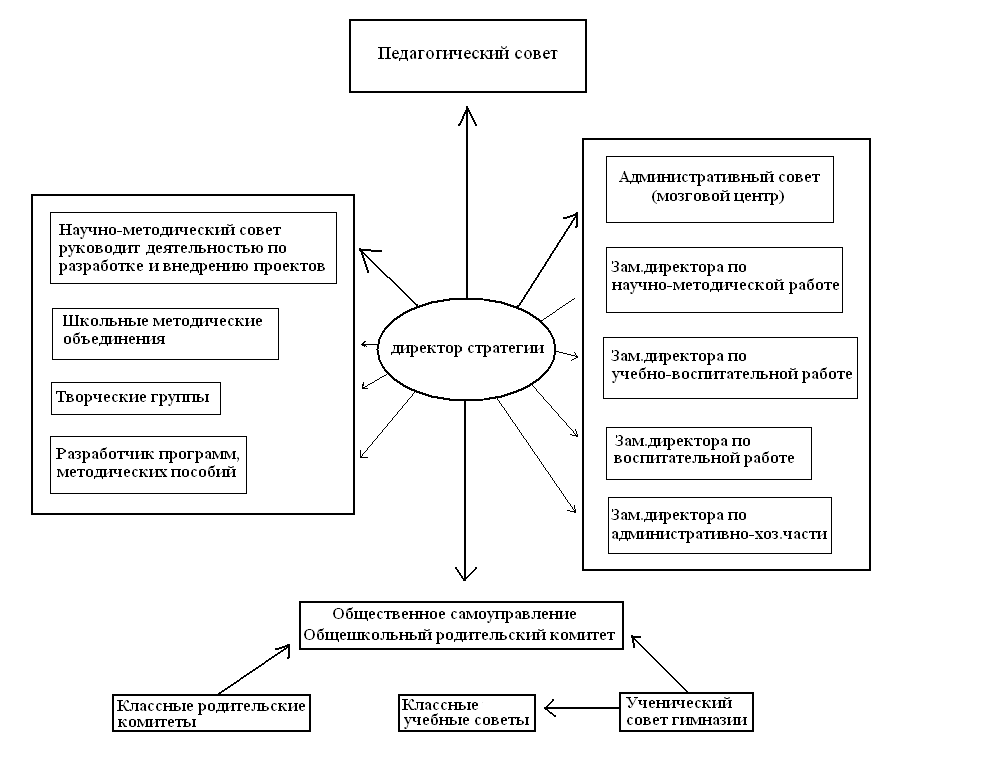 Педагогический совет
Административный совет
(мозговой центр)
Научно-методический совет
руководит деятельностью по
разработке и внедрению проектов
Зам.директора по
научно-методической работе
Школьные методические
объединения
директор стратегии
Зам.директора по
учебно-воспитательной работе
Творческие группы
Зам.директора по
воспитательной работе
Разработчик программ,
методических пособий
Зам.директора по
административно-хоз.части
Общественное самоуправление
Общешкольный родительский комитет
Классные родительские
комитеты
Классные
учебные советы
Ученический
совет гимназии